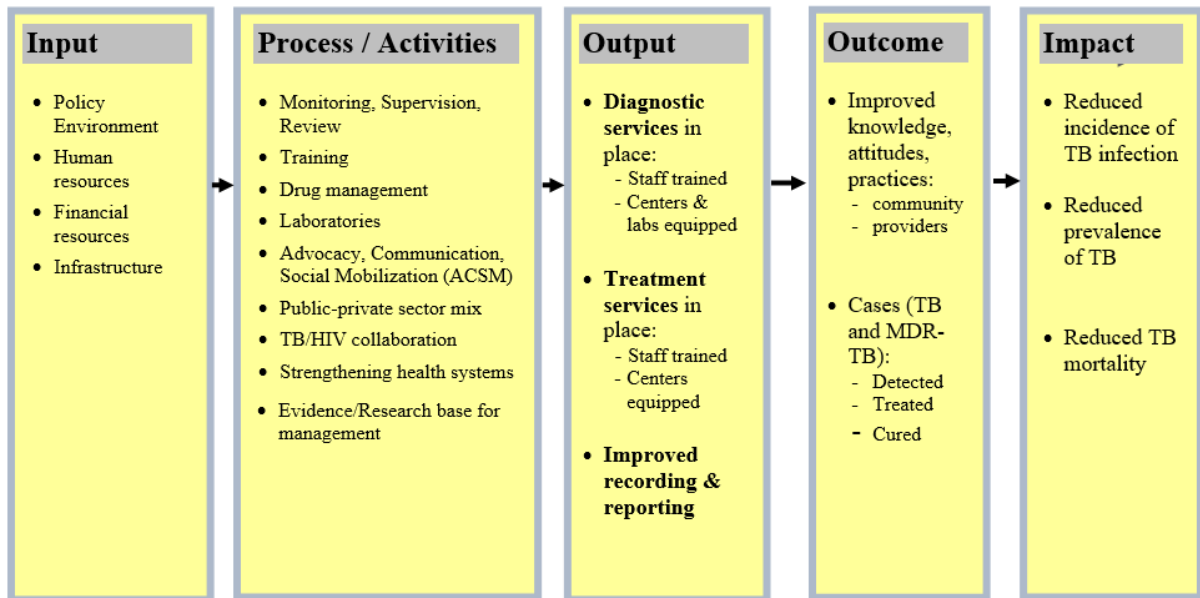 Input
• Policy
Environment
• Human
resources
• Financial
resources
• Infrastructure
Process / Activities
• Monitoring, Supervision,
Review
• Training
• Drug management
• Laboratories
• Advocacy, Communication,
Social Mobilization (ACSM)
• Public-private sector mix
• TB/HIV collaboration
• Strengthening health systems
• Evidence/Research base for
management
Output
• Diagnostic
services in
place:
- Staff trained
- Centers &
labs equipped
• Treatment
services in
place:
- Staff trained
- Centers
equipped
• Improved
recording &
reporting
Outcome
• Improved
knowledge,
attitudes,
practices:
- community
- providers
• Cases (TB
and MDR-
TB):
- Detected
- Treated
- Cured
Impact
• Reduced
incidence of
TB infection
• Reduced
prevalence
of TB
• Reduced TB
mortality